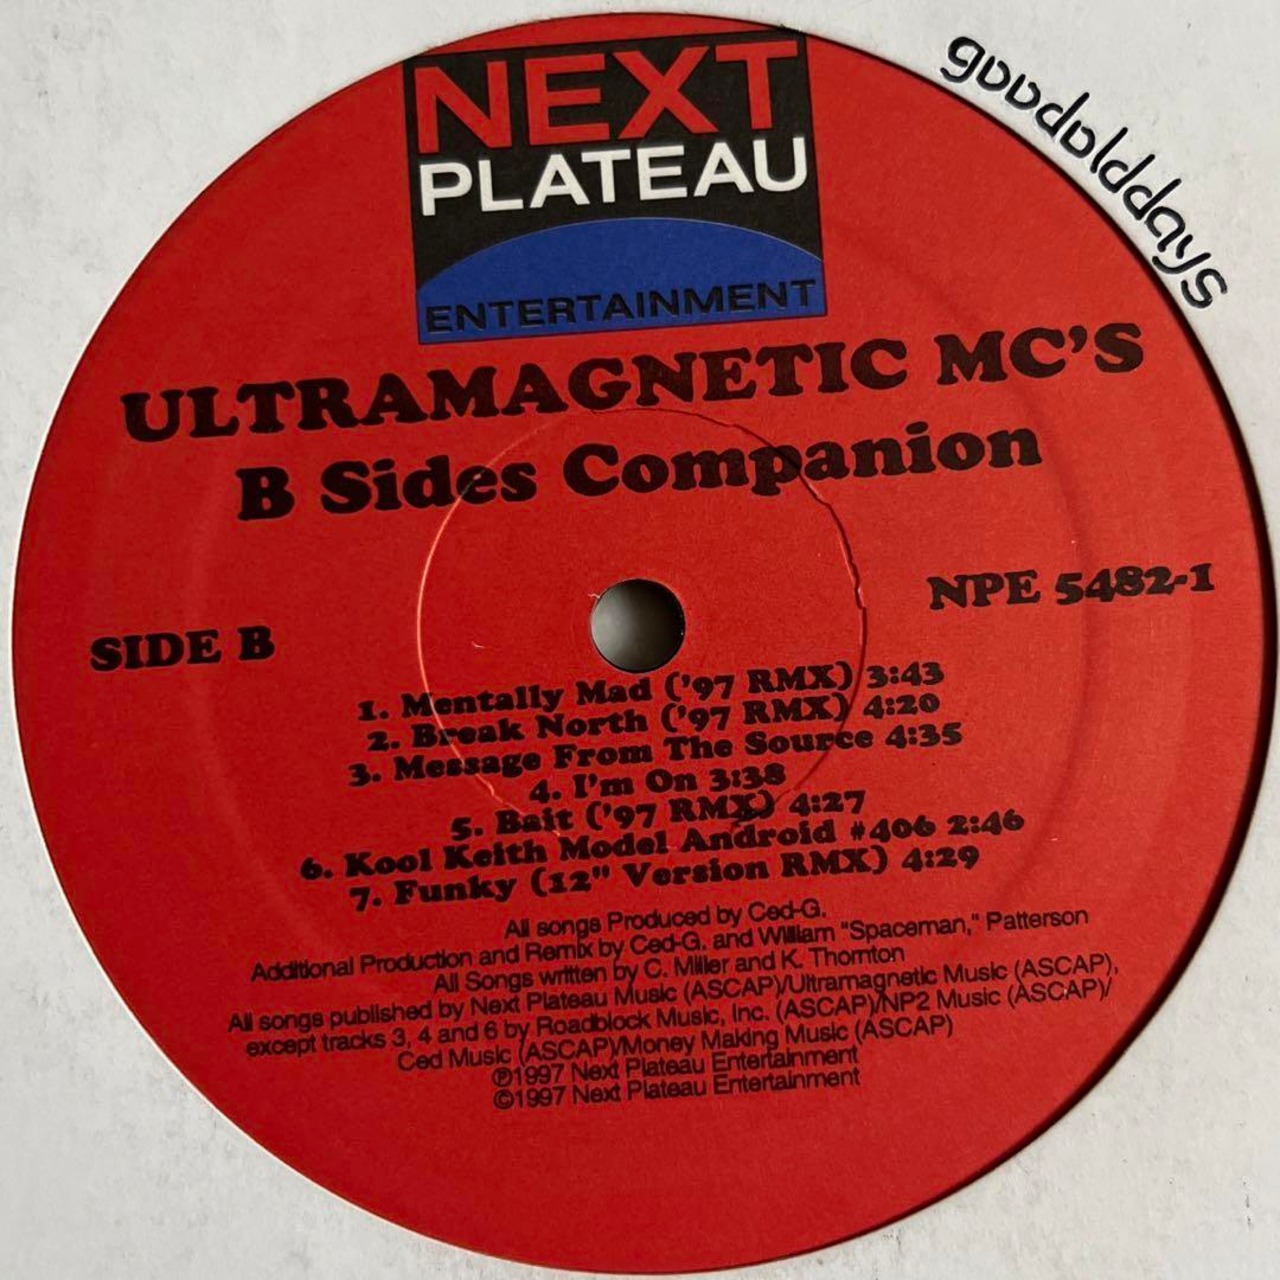 goodolddays
NEXT
PLATEAU
ENTERTAINMENT
ULTRAMAGNETIC MC'S
B Sides Companion
NPE 5482-1
SIDE B
1. Mentally Mad ('97 RMX) 3:43
2. Break North ('97 RMX) 4:20
3. Message From The Source 4:35
4. I'm On 3:38
5. Bait ('97 RMX) 4:27
6. Kool Keith Model Android #406 2:46
7. Funky (12" Version RMX) 4:29
All songs Produced by Ced-G.
Additional Production and Remix by Ced-G. and William "Spaceman," Patterson
All Songs written by C. Miller and K. Thornton
All songs published by Next Plateau Music (ASCAP)/Ultramagnetic Music (ASCAP),
except tracks 3, 4 and 6 by Roadblock Music, Inc. (ASCAP)/NP2 Music (ASCAP)/
Ced Music (ASCAP)/Money Making Music (ASCAP)
℗1997 Next Plateau Entertainment
©1997 Next Plateau Entertainment